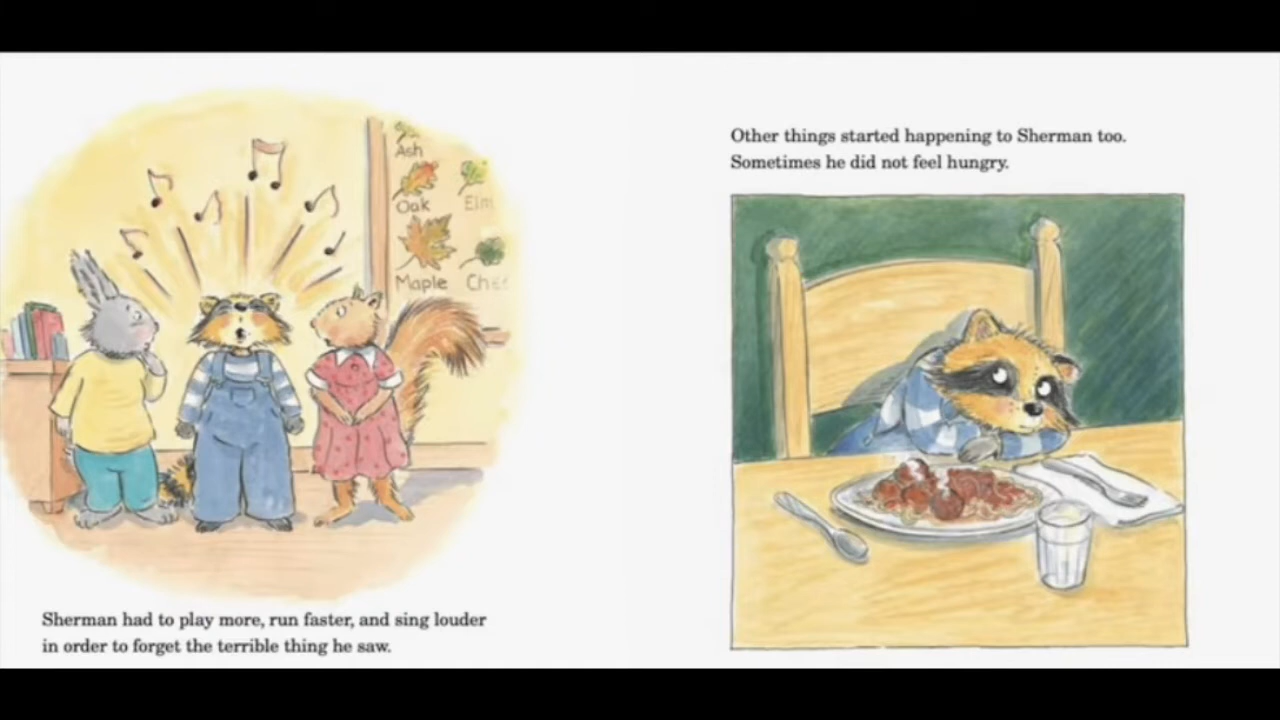 Ash
Oak
Elm
Maple
Sherman had to play more, run faster, and sing louder
in order to forget the terrible thing he saw.
Other things started happening to Sherman too.
Sometimes he did not feel hungry.